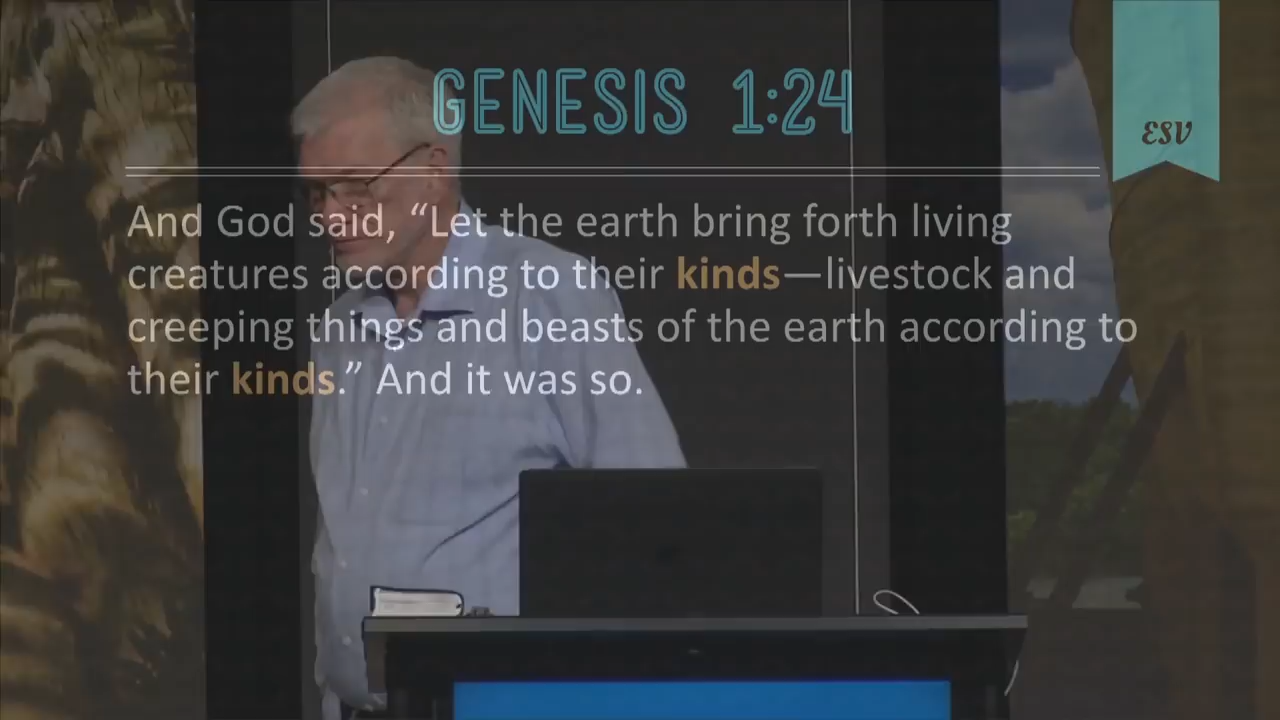 GENESIS 1:24
ESV
And God said, “Let the earth bring forth living
creatures according to their kinds—livestock and
creeping things and beasts of the earth according to
their kinds.” And it was so.